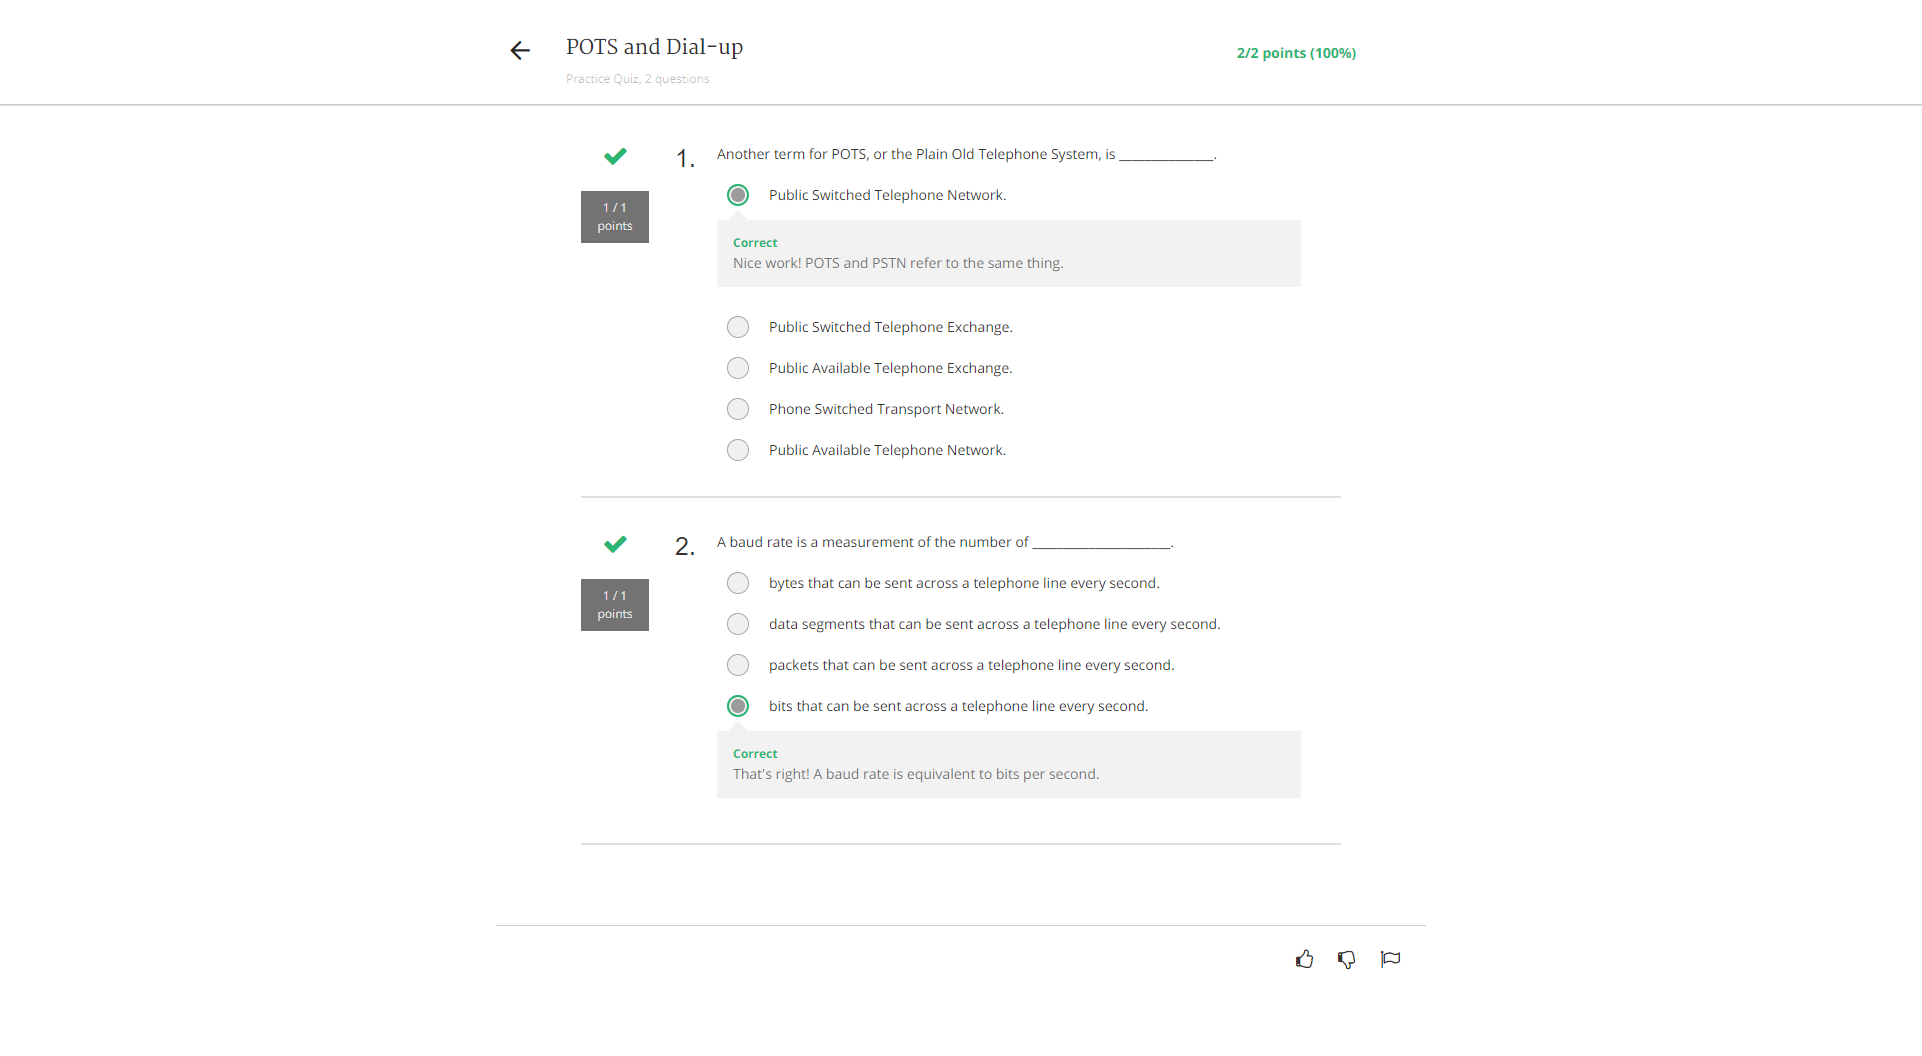 POTS and Dial-up
2/2 points (100%)
Practice Quiz, 2 questions
1. Another term for POTS, or the Plain Old Telephone System, is _______________.
1 / 1
points
Public Switched Telephone Network.
Correct
Nice work! POTS and PSTN refer to the same thing.
Public Switched Telephone Exchange.
Public Available Telephone Exchange.
Phone Switched Transport Network.
Public Available Telephone Network.
2. A baud rate is a measurement of the number of ______________________.
1 / 1
points
bytes that can be sent across a telephone line every second.
data segments that can be sent across a telephone line every second.
packets that can be sent across a telephone line every second.
bits that can be sent across a telephone line every second.
Correct
That's right! A baud rate is equivalent to bits per second.